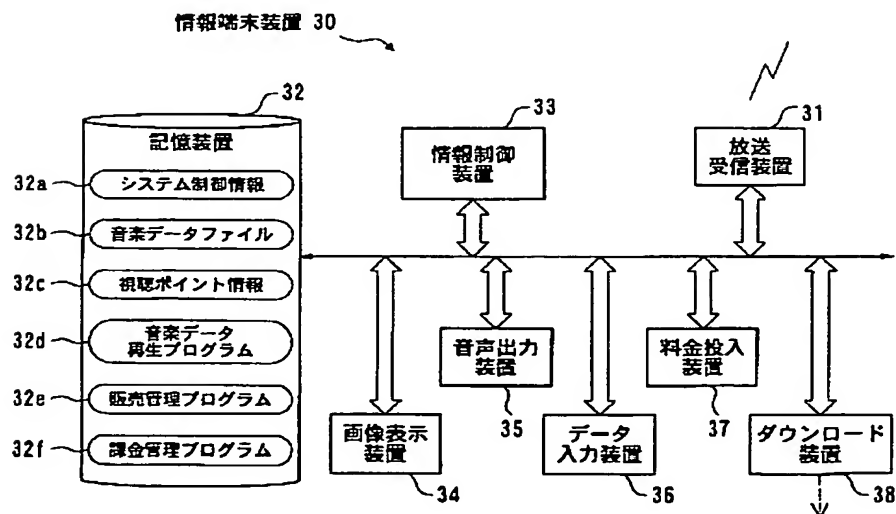 情報端末装置 30
32
記憶装置
32a
システム制御情報
32b
音楽データファイル
32c
視聴ポイント情報
32d
音楽データ
再生プログラム
32e
販売管理プログラム
32f
課金管理プログラム
33
情報制御
装置
31
放送
受信装置
音声出力
装置
35
料金投入
装置
37
画像表示
装置
34
データ
入力装置
36
ダウンロード
装置
38